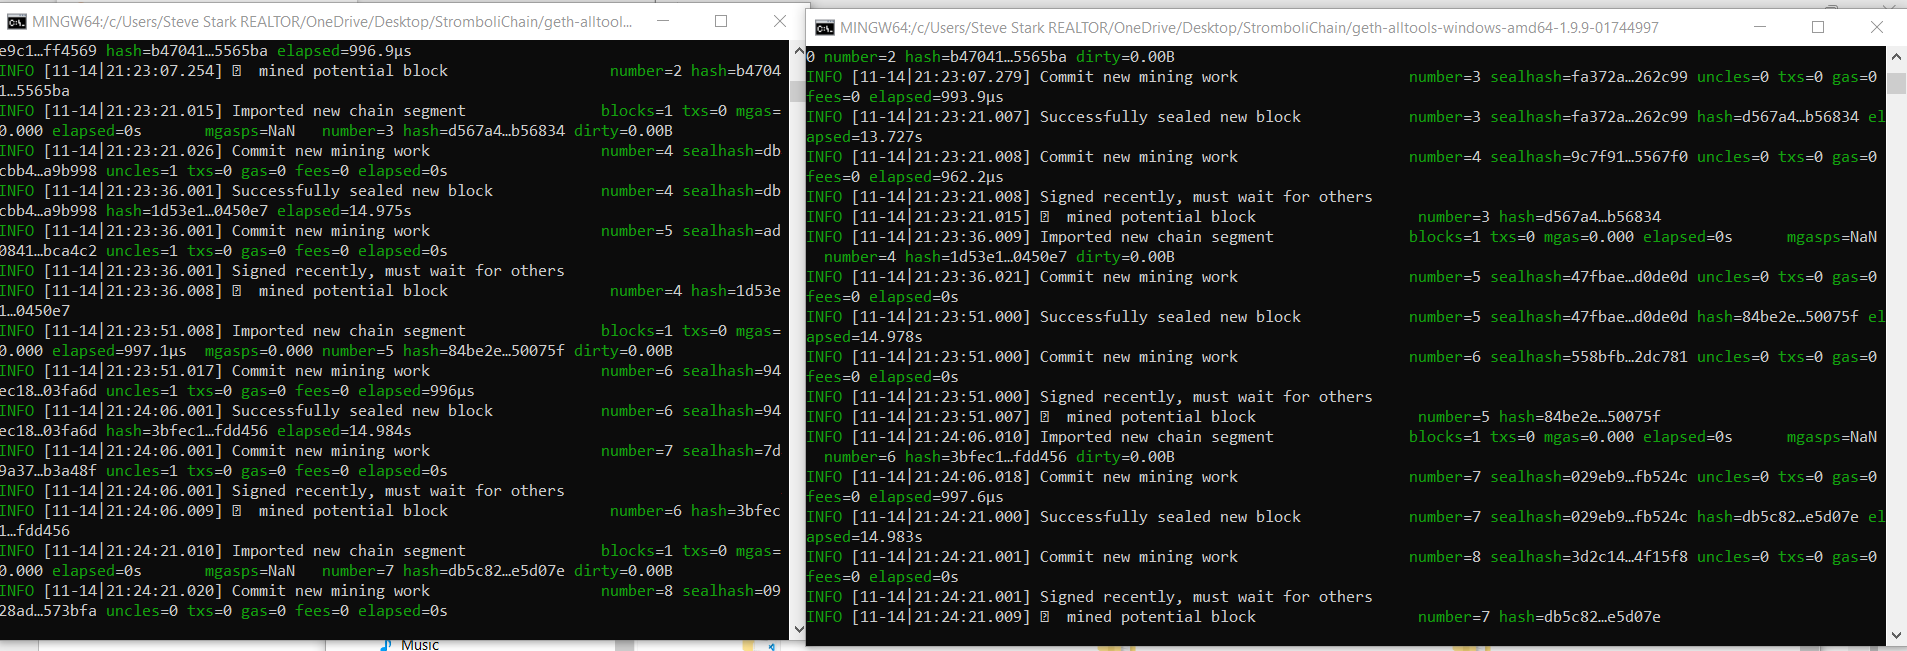 MINGW64:/c/Users/Steve Stark REALTOR/OneDrive/Desktop/StromboliChain/geth-alltool...
e9c1…ff4569 hash=b47041…5565ba elapsed=996.9µs
INFO [11-14|21:23:07.254] mined potential block number=2 hash=b4704
1…5565ba
INFO [11-14|21:23:21.015] Imported new chain segment blocks=1 txs=0 mgas=
0.000 elapsed=0s mgasps=NaN number=3 hash=d567a4…b56834 dirty=0.00B
INFO [11-14|21:23:21.026] Commit new mining work number=4 sealhash=db
cbb4…a9b998 uncles=1 txs=0 gas=0 fees=0 elapsed=0s
INFO [11-14|21:23:36.001] Successfully sealed new block number=4 sealhash=db
cbb4…a9b998 hash=1d53e1…0450e7 elapsed=14.975s
INFO [11-14|21:23:36.001] Commit new mining work number=5 sealhash=ad
0841…bca4c2 uncles=1 txs=0 gas=0 fees=0 elapsed=0s
INFO [11-14|21:23:36.001] Signed recently, must wait for others
INFO [11-14|21:23:36.008] mined potential block number=4 hash=1d53e
1…0450e7
INFO [11-14|21:23:51.008] Imported new chain segment blocks=1 txs=0 mgas=
0.000 elapsed=997.1µs mgasps=0.000 number=5 hash=84be2e…50075f dirty=0.00B
INFO [11-14|21:23:51.017] Commit new mining work number=6 sealhash=94
ec18…03fa6d uncles=1 txs=0 gas=0 fees=0 elapsed=996µs
INFO [11-14|21:24:06.001] Successfully sealed new block number=6 sealhash=94
ec18…03fa6d hash=3bfec1…fdd456 elapsed=14.984s
INFO [11-14|21:24:06.001] Commit new mining work number=7 sealhash=7d
9a37…b3a48f uncles=1 txs=0 gas=0 fees=0 elapsed=0s
INFO [11-14|21:24:06.001] Signed recently, must wait for others
INFO [11-14|21:24:06.009] mined potential block number=6 hash=3bfec
1…fdd456
INFO [11-14|21:24:21.010] Imported new chain segment blocks=1 txs=0 mgas=
0.000 elapsed=0s mgasps=NaN number=7 hash=db5c82…e5d07e dirty=0.00B
INFO [11-14|21:24:21.020] Commit new mining work number=8 sealhash=09
28ad…573bfa uncles=0 txs=0 gas=0 fees=0 elapsed=0s
Music
MINGW64:/c/Users/Steve Stark REALTOR/OneDrive/Desktop/StromboliChain/geth-alltools-windows-amd64-1.9.9-01744997
0 number=2 hash=b47041…5565ba dirty=0.00B
INFO [11-14|21:23:07.279] Commit new mining work number=3 sealhash=fa372a…262c99 uncles=0 txs=0 gas=0
fees=0 elapsed=993.9µs
INFO [11-14|21:23:21.007] Successfully sealed new block number=3 sealhash=fa372a…262c99 hash=d567a4…b56834 el
apsed=13.727s
INFO [11-14|21:23:21.008] Commit new mining work number=4 sealhash=9c7f91…5567f0 uncles=0 txs=0 gas=0
fees=0 elapsed=962.2µs
INFO [11-14|21:23:21.008] Signed recently, must wait for others
INFO [11-14|21:23:21.015] mined potential block number=3 hash=d567a4…b56834
INFO [11-14|21:23:36.009] Imported new chain segment blocks=1 txs=0 mgas=0.000 elapsed=0s mgasps=NaN
number=4 hash=1d53e1…0450e7 dirty=0.00B
INFO [11-14|21:23:36.021] Commit new mining work number=5 sealhash=47fbae…d0de0d uncles=0 txs=0 gas=0
fees=0 elapsed=0s
INFO [11-14|21:23:51.000] Successfully sealed new block number=5 sealhash=47fbae…d0de0d hash=84be2e…50075f el
apsed=14.978s
INFO [11-14|21:23:51.000] Commit new mining work number=6 sealhash=558bfb…2dc781 uncles=0 txs=0 gas=0
fees=0 elapsed=0s
INFO [11-14|21:23:51.000] Signed recently, must wait for others
INFO [11-14|21:23:51.007] mined potential block number=5 hash=84be2e…50075f
INFO [11-14|21:24:06.010] Imported new chain segment blocks=1 txs=0 mgas=0.000 elapsed=0s mgasps=NaN
number=6 hash=3bfec1…fdd456 dirty=0.00B
INFO [11-14|21:24:06.018] Commit new mining work number=7 sealhash=029eb9…fb524c uncles=0 txs=0 gas=0
fees=0 elapsed=997.6µs
INFO [11-14|21:24:21.000] Successfully sealed new block number=7 sealhash=029eb9…fb524c hash=db5c82…e5d07e el
apsed=14.983s
INFO [11-14|21:24:21.001] Commit new mining work number=8 sealhash=3d2c14…4f15f8 uncles=0 txs=0 gas=0
fees=0 elapsed=0s
INFO [11-14|21:24:21.001] Signed recently, must wait for others
INFO [11-14|21:24:21.009] mined potential block number=7 hash=db5c82…e5d07e